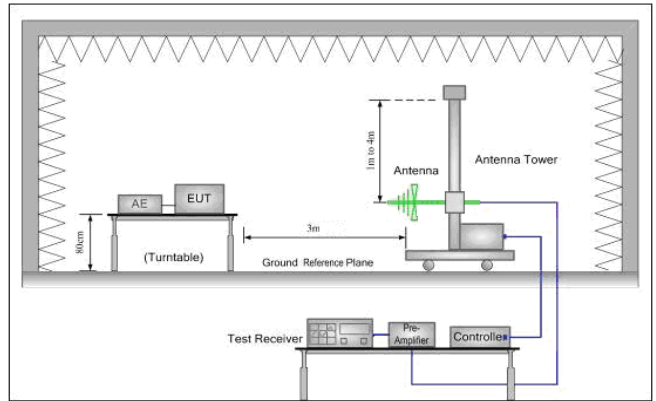 1m to 4m
Antenna
Antenna Tower
AE
EUT
80cm
(Turntable)
3m
Ground Reference Plane
Test Receiver
Pre-
Amplifier
Controller